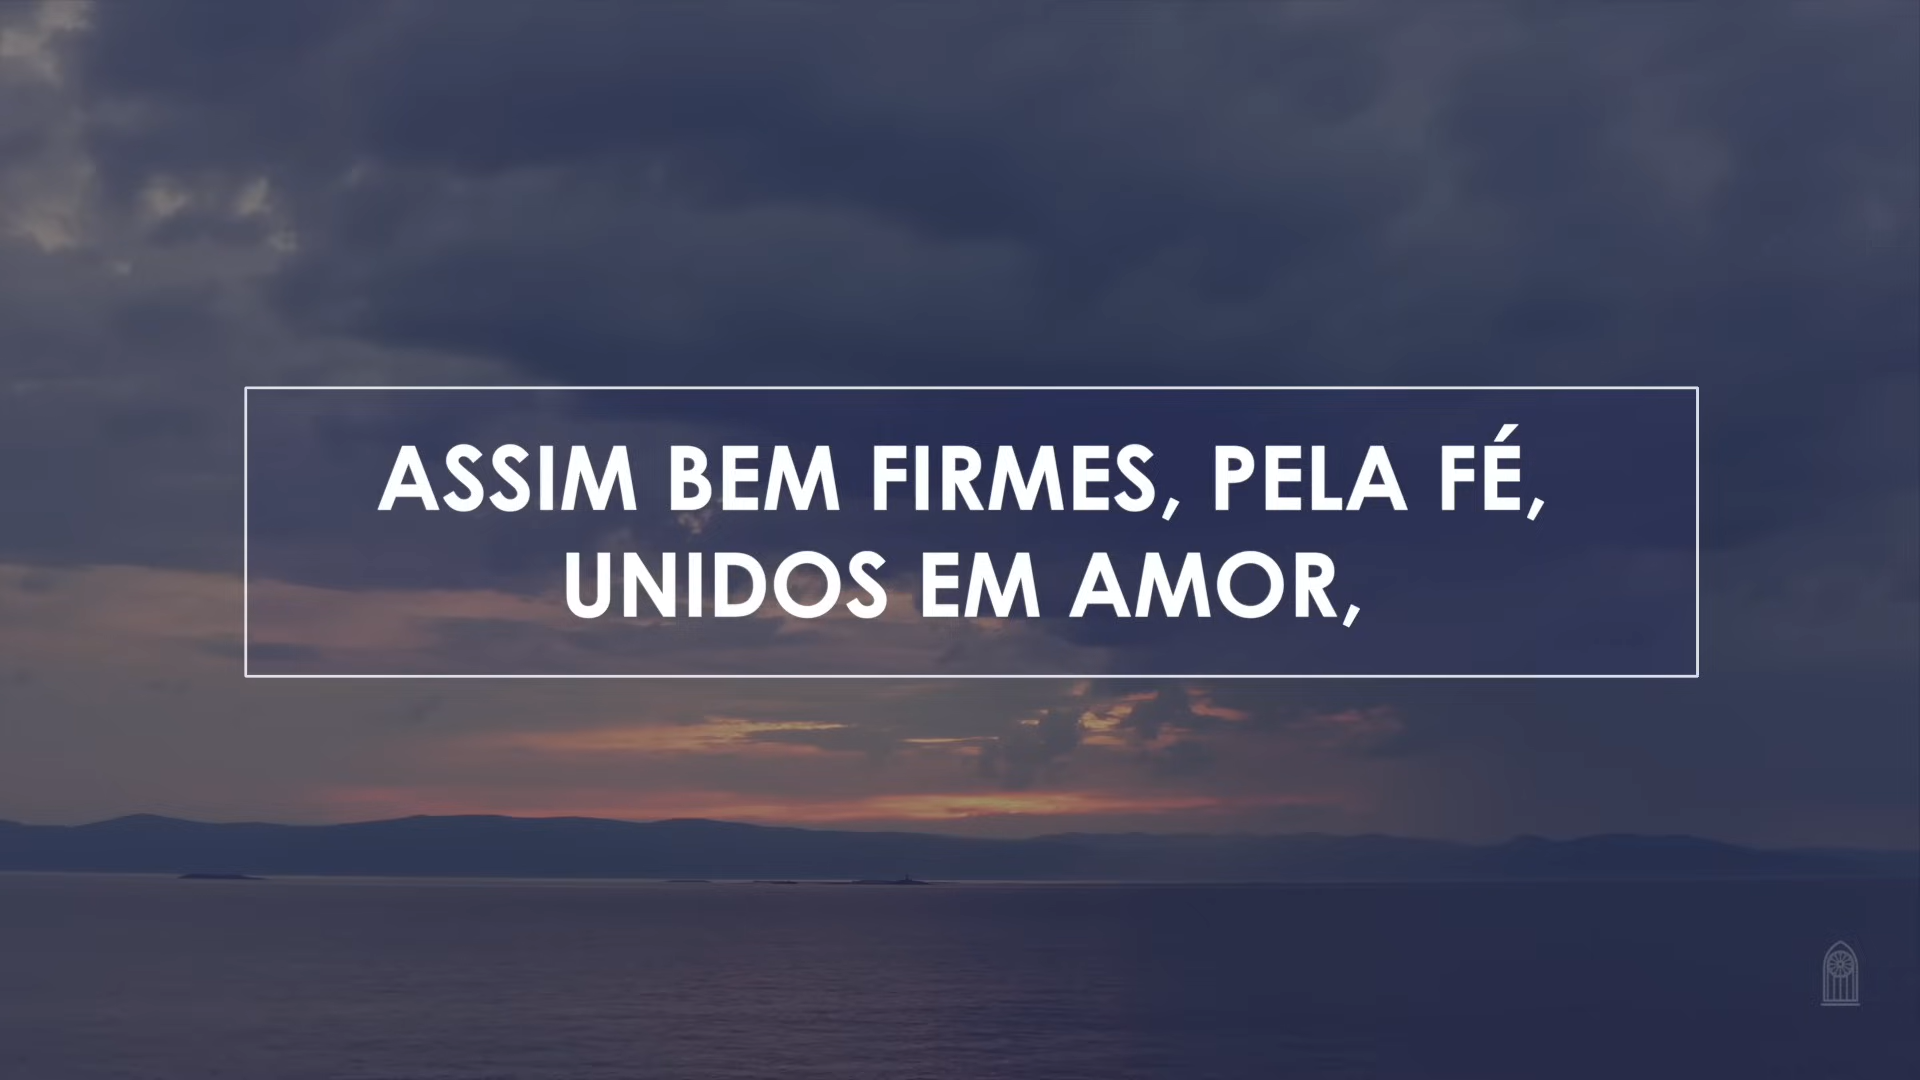 ASSIM BEM FIRMES, PELA FÉ,
UNIDOS EM AMOR,